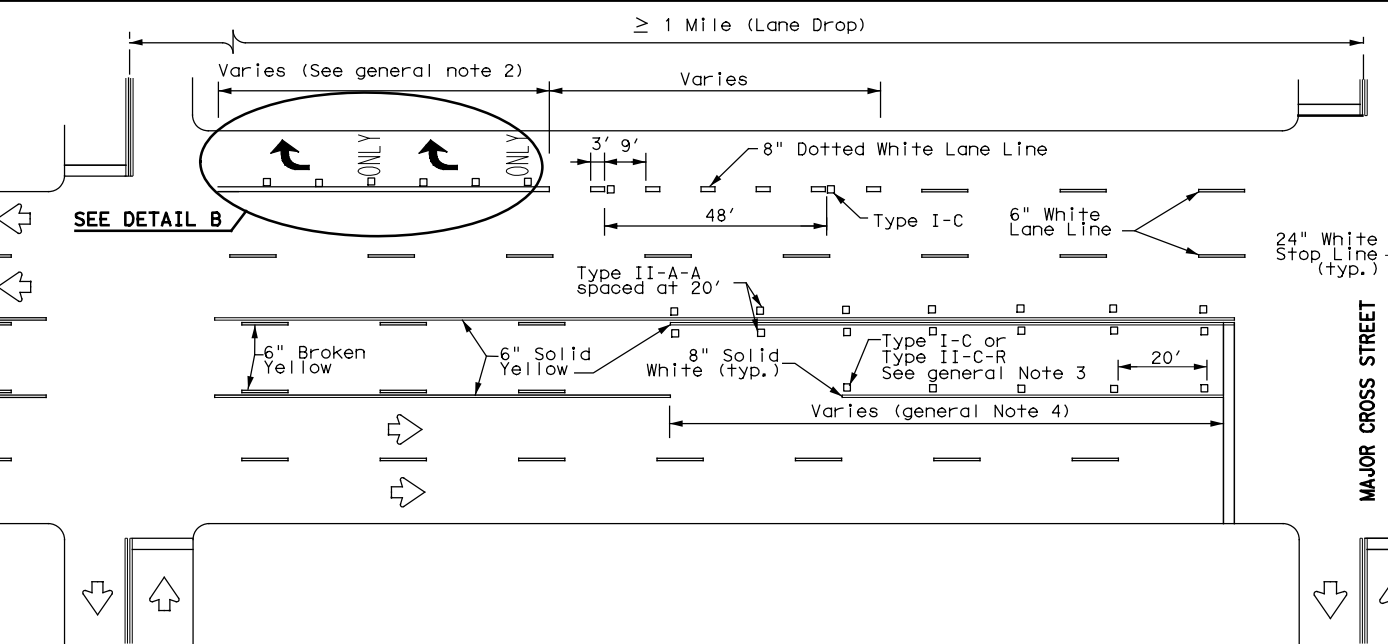 ≥ 1 Mile (Lane Drop)
Varies (See general note 2)
Varies
ONLY
ONLY
3'
9'
8" Dotted White Lane Line
SEE DETAIL B
48'
Type I-C
6" White
Lane Line
24" White
Stop Line
(typ.)
Type II-A-A
spaced at 20'
6" Broken
Yellow
6" Solid
Yellow
8" Solid
White (typ.)
Type I-C or
Type II-C-R
See general Note 3
20'
Varies (general Note 4)
MAJOR CROSS STREET